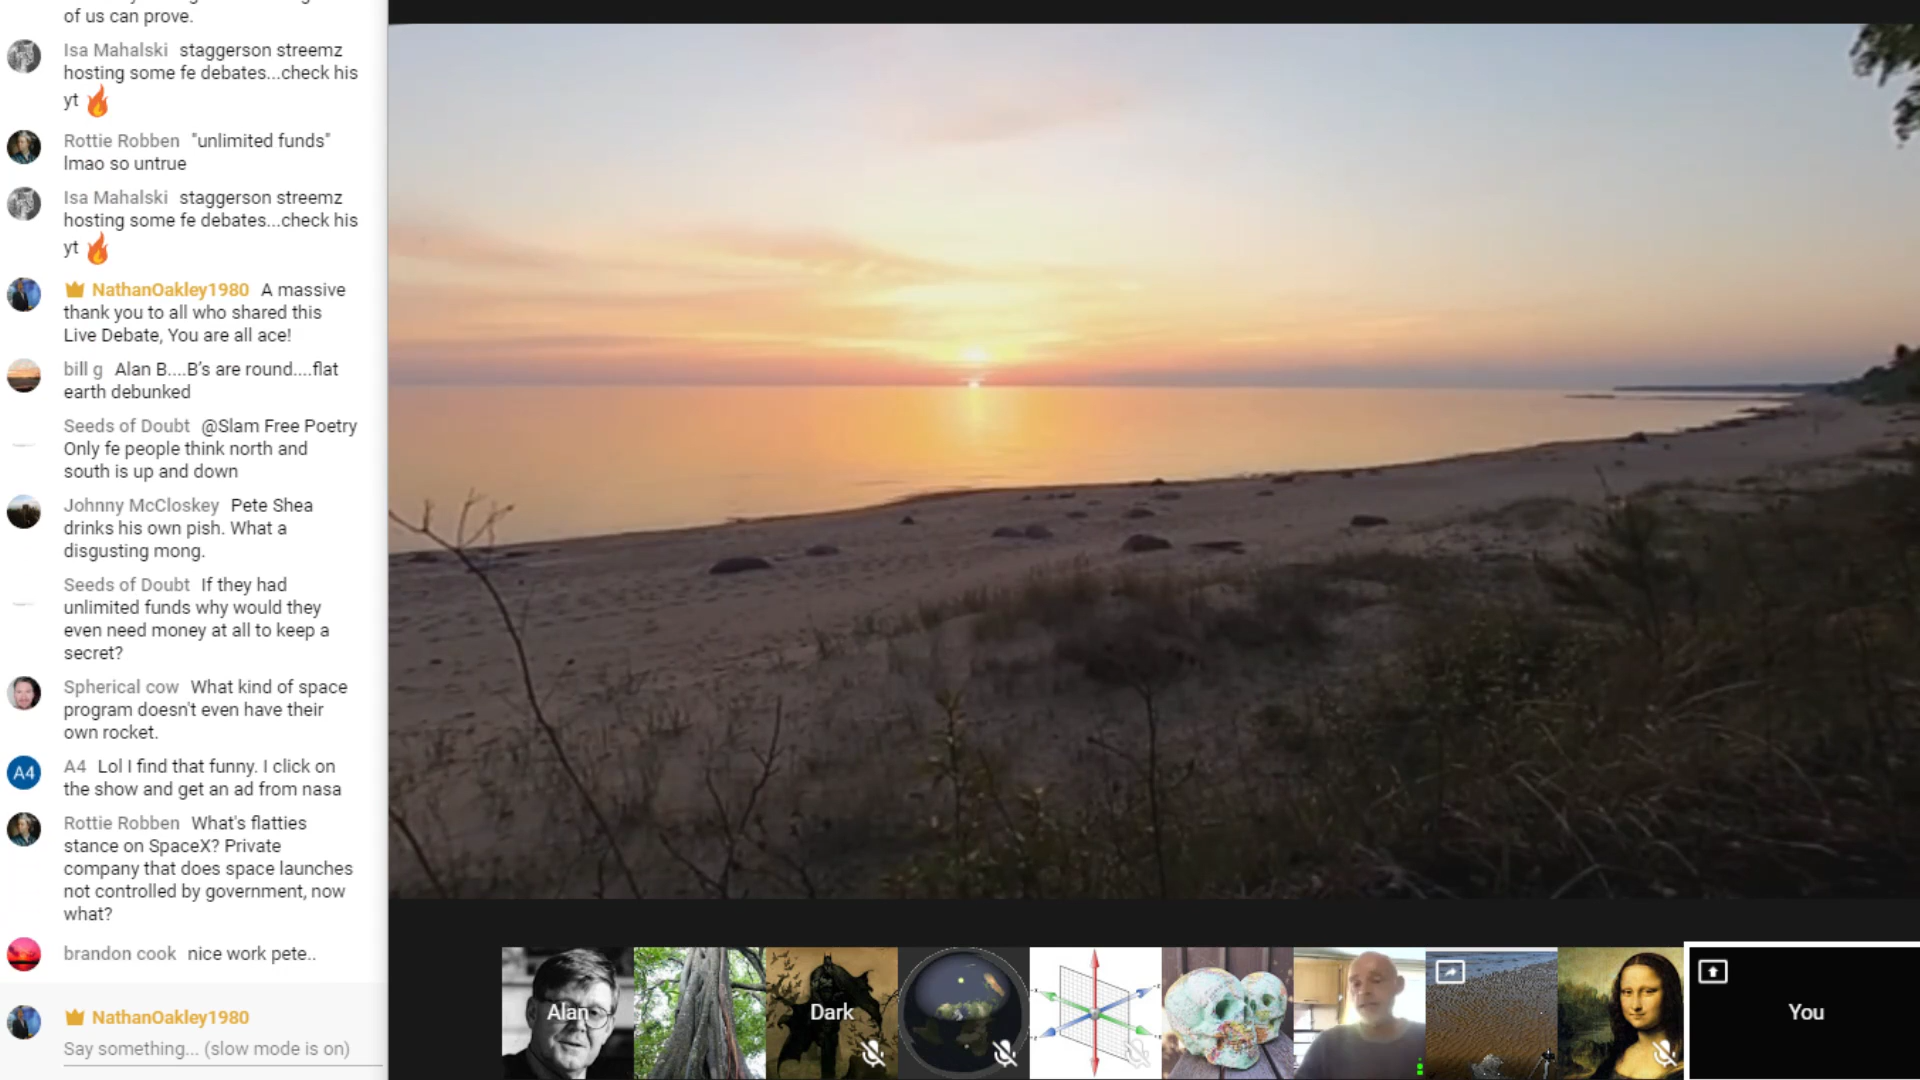 of us can prove.
Isa Mahalski staggerson streemz
hosting some fe debates...check his
yt
Rottie Robben "unlimited funds"
lmao so untrue
Isa Mahalski staggerson streemz
hosting some fe debates...check his
yt
NathanOakley1980 A massive
thank you to all who shared this
Live Debate, You are all ace!
bill g Alan B....B's are round....flat
earth debunked
Seeds of Doubt @Slam Free Poetry
Only fe people think north and
south is up and down
Johnny McCloskey Pete Shea
drinks his own pish. What a
disgusting mong.
Seeds of Doubt If they had
unlimited funds why would they
even need money at all to keep a
secret?
Spherical cow What kind of space
program doesn't even have their
own rocket.
A4
A4 Lol I find that funny. I click on
the show and get an ad from nasa
Rottie Robben What's flatties
stance on SpaceX? Private
company that does space launches
not controlled by government, now
what?
brandon cook nice work pete..
NathanOakley1980
Say something... (slow mode is on)
Alan
Dark
You